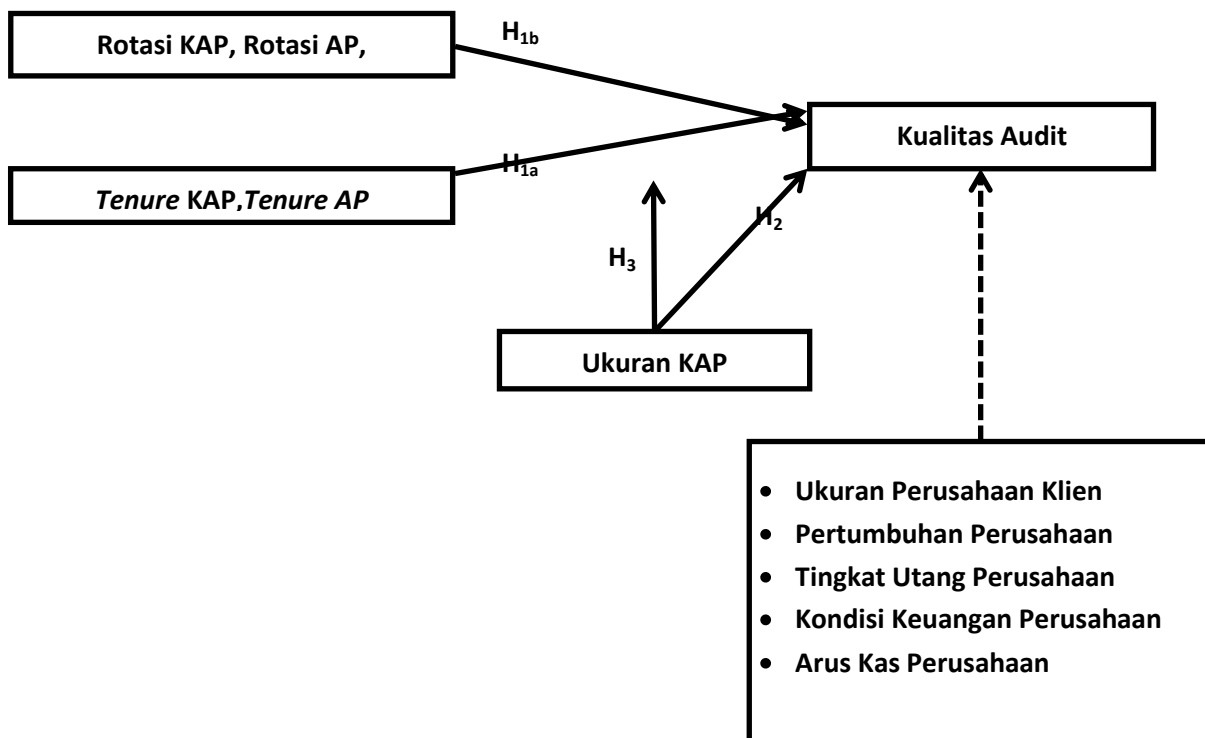 Rotasi KAP, Rotasi AP,
H1b
Kualitas Audit
H1a
Tenure KAP,Tenure AP
H2
H3
Ukuran KAP
• Ukuran Perusahaan Klien
• Pertumbuhan Perusahaan
• Tingkat Utang Perusahaan
• Kondisi Keuangan Perusahaan
• Arus Kas Perusahaan